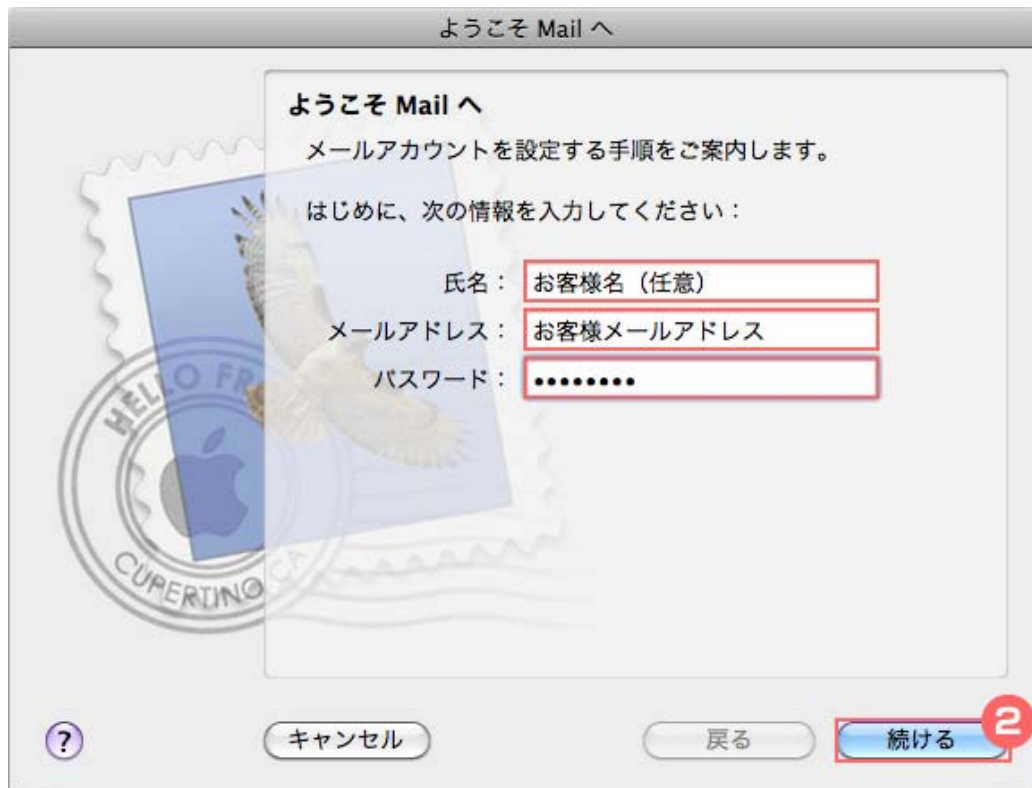 ようこそ Mail へ
ようこそ Mail へ
メールアカウントを設定する手順をご案内します。
はじめに、次の情報を入力してください：
氏名： お客様名（任意）
メールアドレス： お客様メールアドレス
パスワード： ••••••••
HELLO FR
CUPERTINO CA
? キャンセル 戻る 続ける 2